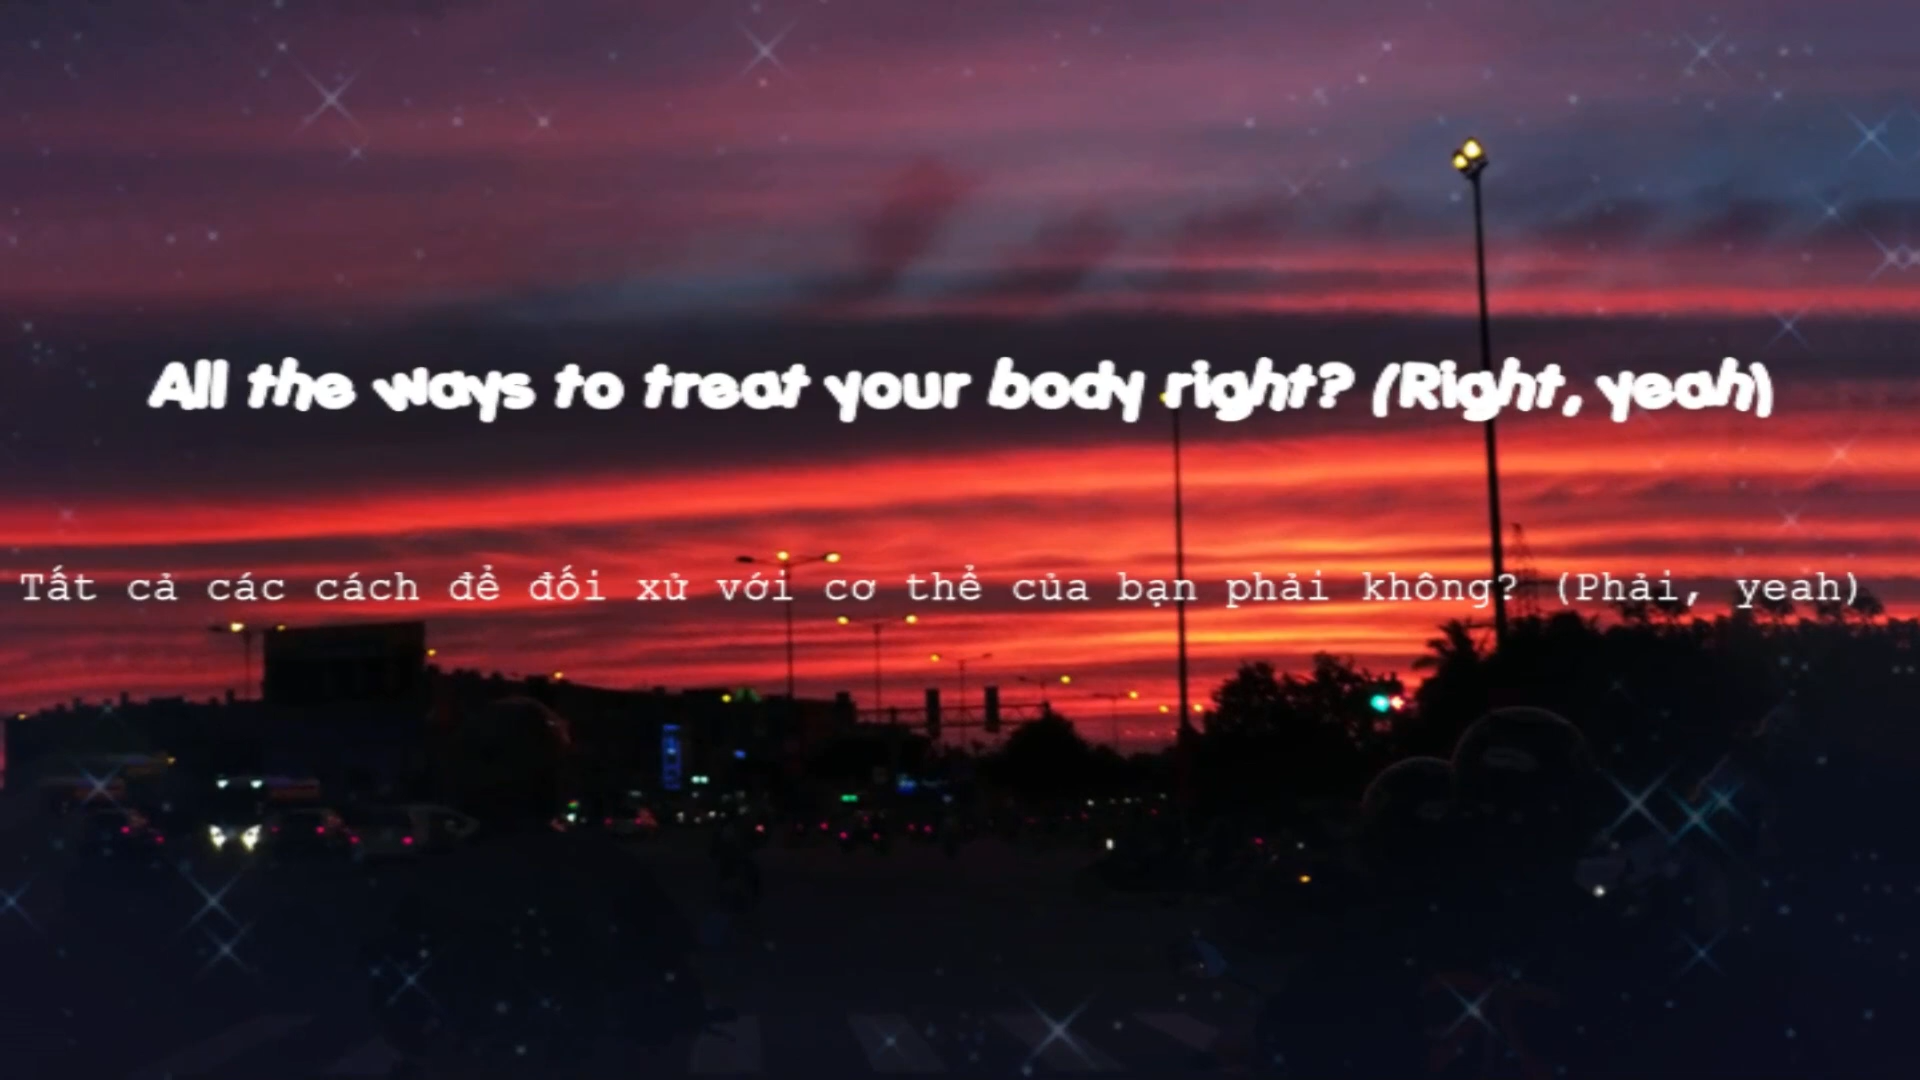 All the ways to treat your body right? (Right, yeah)
Tất cả các cách để đối xử với cơ thể của bạn phải không? (Phải, yeah)